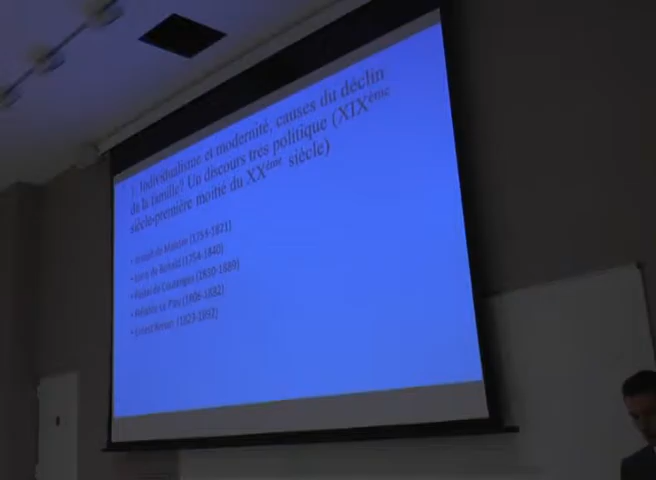 1. Individualisme et modernité, causes du déclin
de la famille? Un discours très politique (XIXème
siècle-première moitié du XXème siècle)
• Joseph de Maistre (1753-1821)
• Louis de Bonald (1754-1840)
• Fustel de Coulanges (1830-1889)
• Frédéric Le Play (1806-1882)
• Ernest Renan (1823-1892)